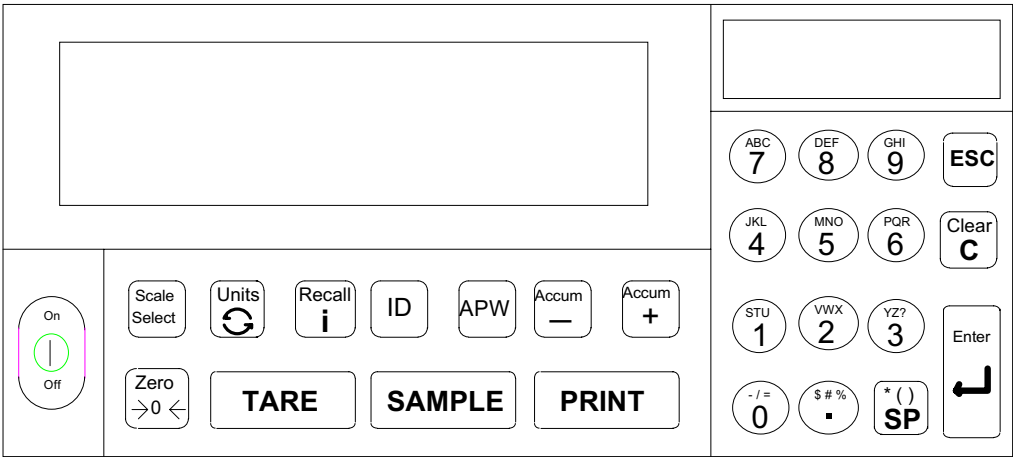 ABC
7
DEF
8
GHI
9
ESC
JKL
4
MNO
5
PQR
6
Clear
C
On
Off
Scale
Select
Units
Recall
i
ID
APW
Accum
—
Accum
+
STU
1
VWX
2
YZ?
3
Enter
Zero
→0←
TARE
SAMPLE
PRINT
- / =
0
$ # %
.
* ( )
SP